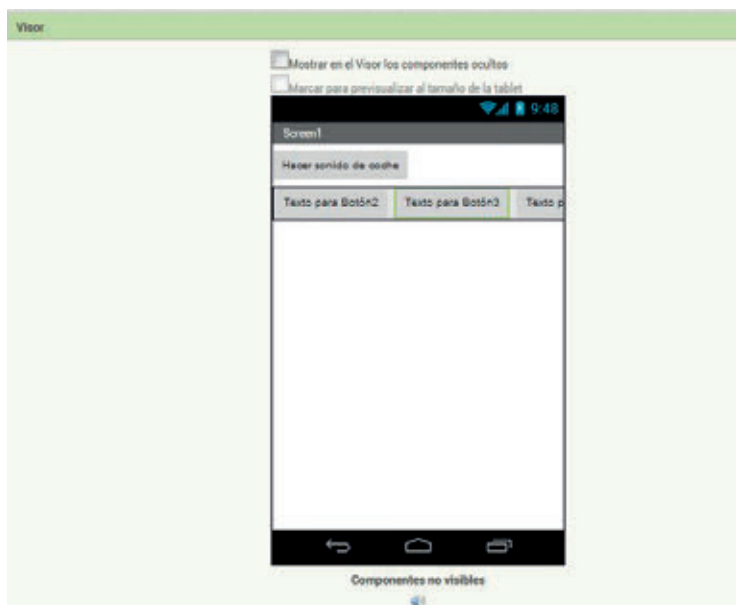 Visor
Mostrar en el Visor los componentes ocultos
Marcar para previsualizar al tamaño de la tablet
9:48
Screen1
Hacer sonido de coche
Texto para Botón2 Texto para Botón3 Texto p
Componentes no visibles